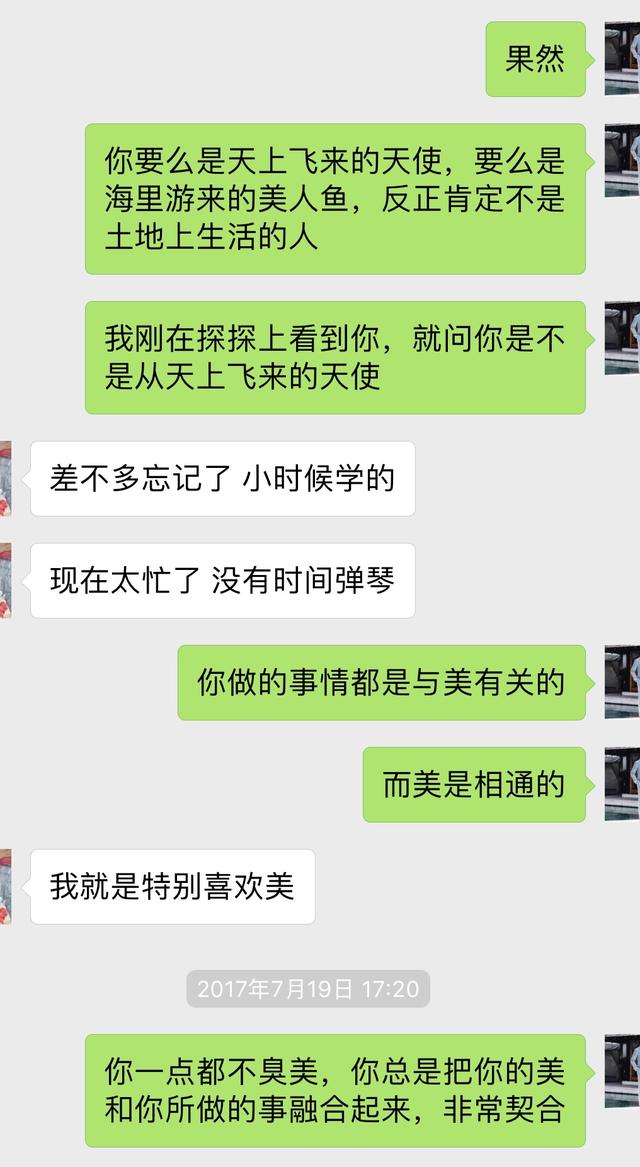 果然
你要么是天上飞来的天使，要么是
海里游来的美人鱼，反正肯定不是
土地上生活的人
我刚在探探上看到你，就问你是不
是从天上飞来的天使
差不多忘记了 小时候学的
现在太忙了 没有时间弹琴
你做的事情都是与美有关的
而美是相通的
我就是特别喜欢美
2017年7月19日 17:20
你一点都不臭美，你总是把你的美
和你所做的事融合起来，非常契合